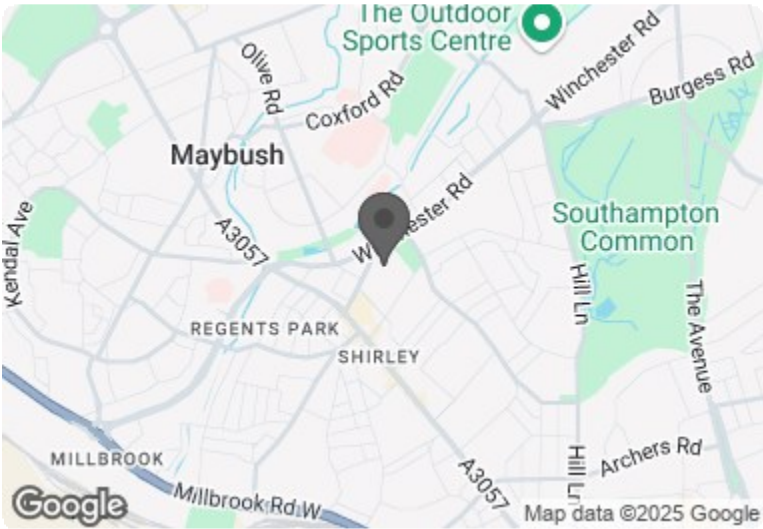 The Outdoor
Sports Centre
Winchester Rd
Burgess Rd
Olive Rd
Coxford Rd
Maybush
Winchester Rd
Southampton
Common
Kendal Ave
A3057
Hill Ln
The Avenue
REGENTS PARK
SHIRLEY
MILLBROOK
Archers Rd
Hill Ln
A3057
Millbrook Rd W
Google
Map data ©2025 Google